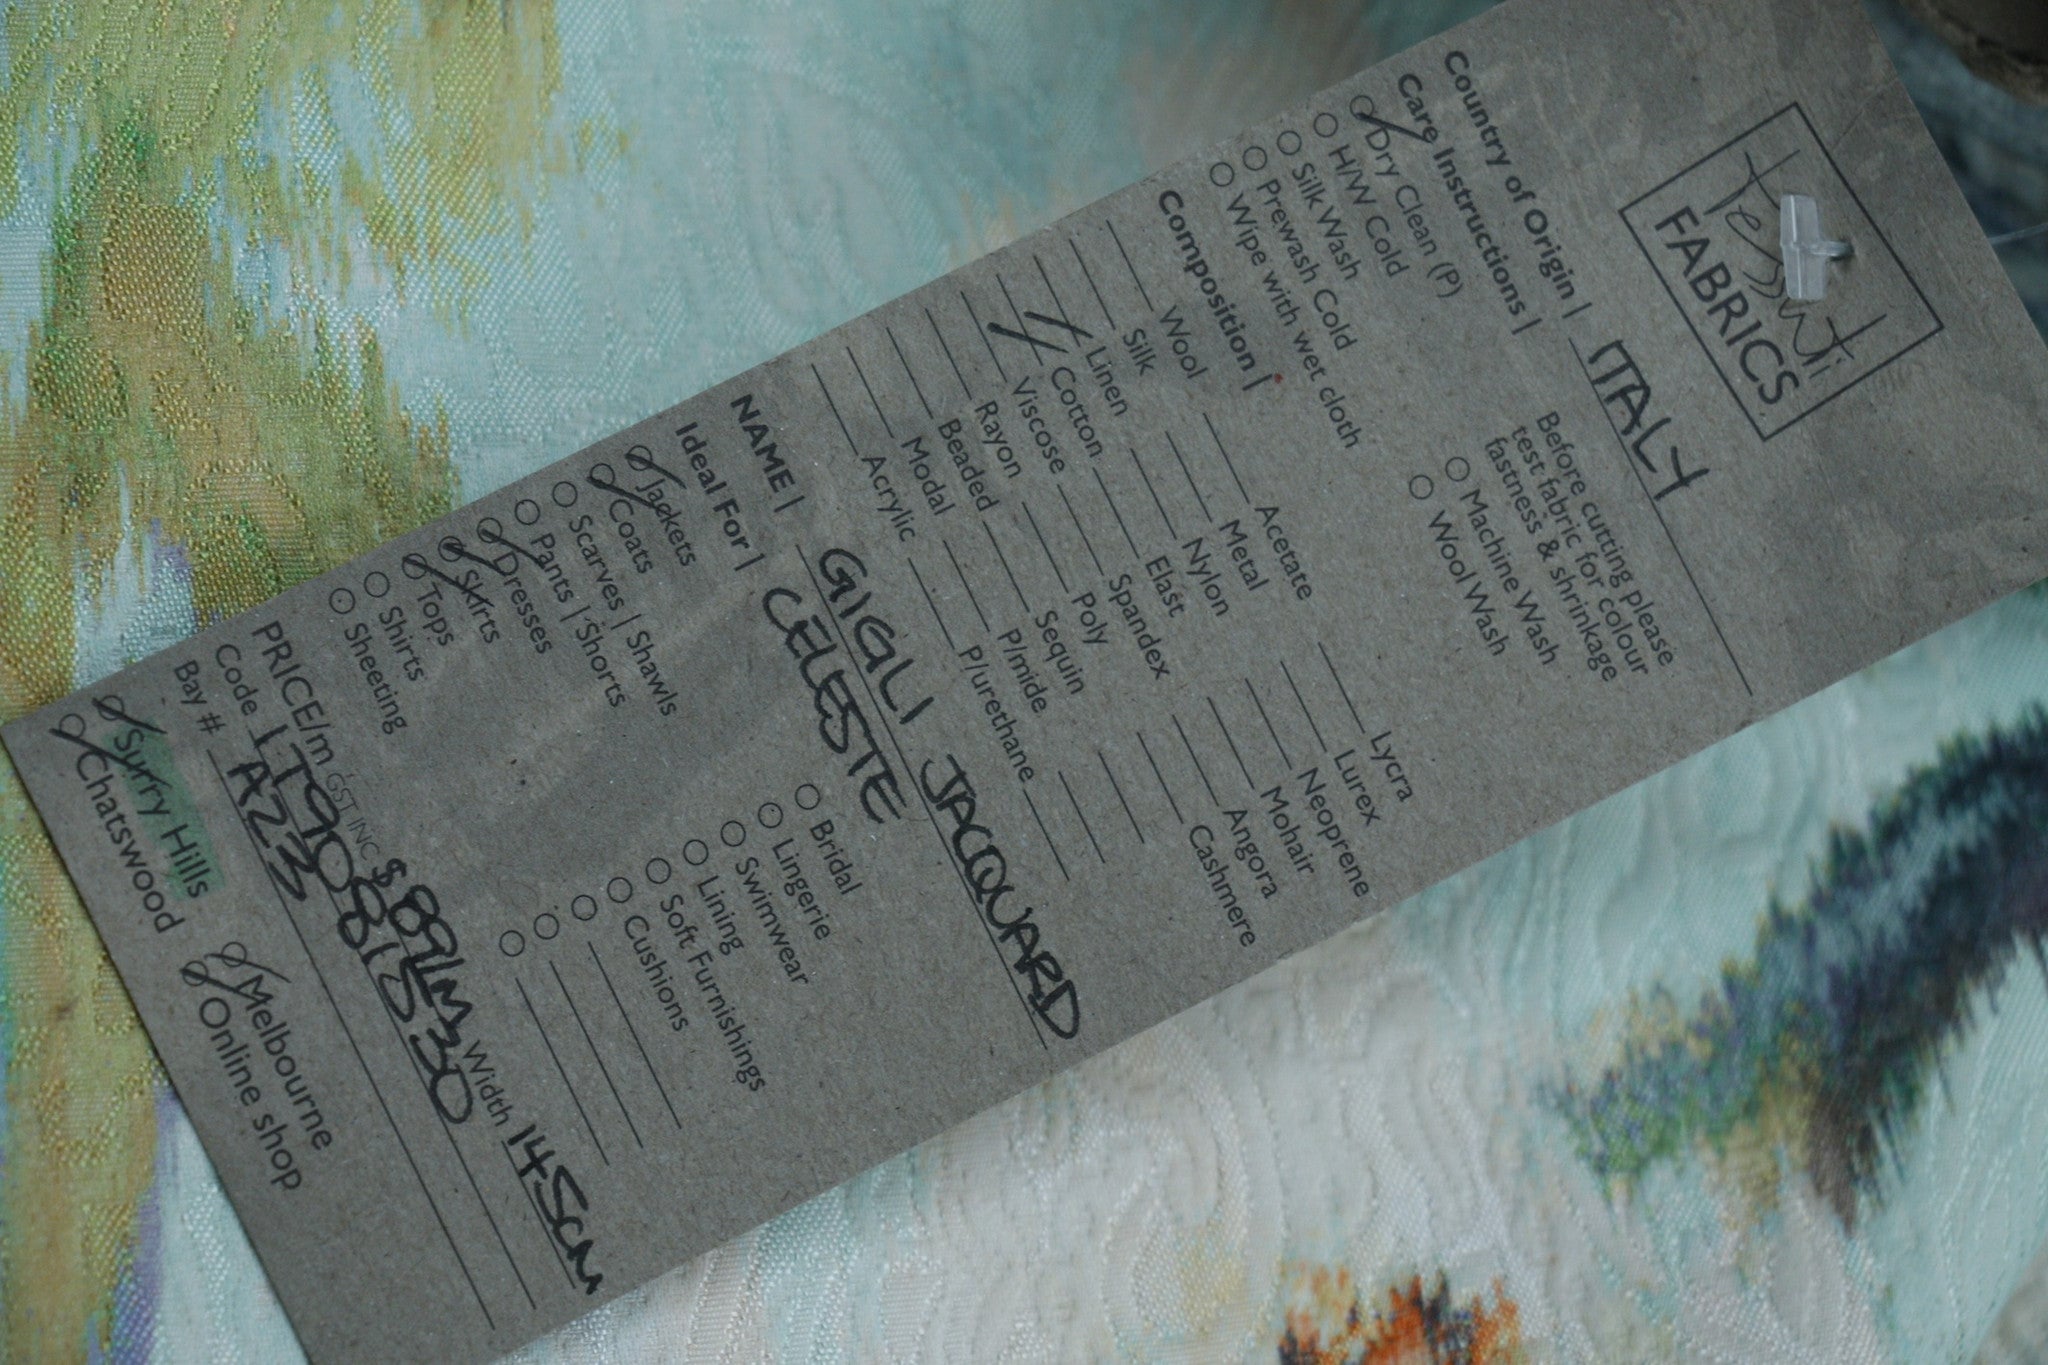 Tessuti
FABRICS
Country of Origin | ITALY
Care Instructions |
Before cutting please
test fabric for colour
fastness & shrinkage
Dry Clean (P)
H/W Cold
Silk Wash
Prewash Cold
Wipe with wet cloth
Machine Wash
Wool Wash
Composition |
Wool
Silk
Linen
Cotton
Viscose
Rayon
Beaded
Modal
Acrylic
Acetate
Metal
Nylon
Elast
Spandex
Poly
Sequin
P/mide
P/urethane
Lycra
Lurex
Neoprene
Mohair
Angora
Cashmere
NAME | GIGLI JACQUARD
CELESTE
Ideal For |
Jackets
Coats
Scarves | Shawls
Pants | Shorts
Dresses
Skirts
Tops
Shirts
Sheeting
Bridal
Lingerie
Swimwear
Lining
Soft Furnishings
Cushions
PRICE/m GST INC $89/m Width 145cm
Code IT908180.30
Bay # A23
Surry Hills
Chatswood
Melbourne
Online shop